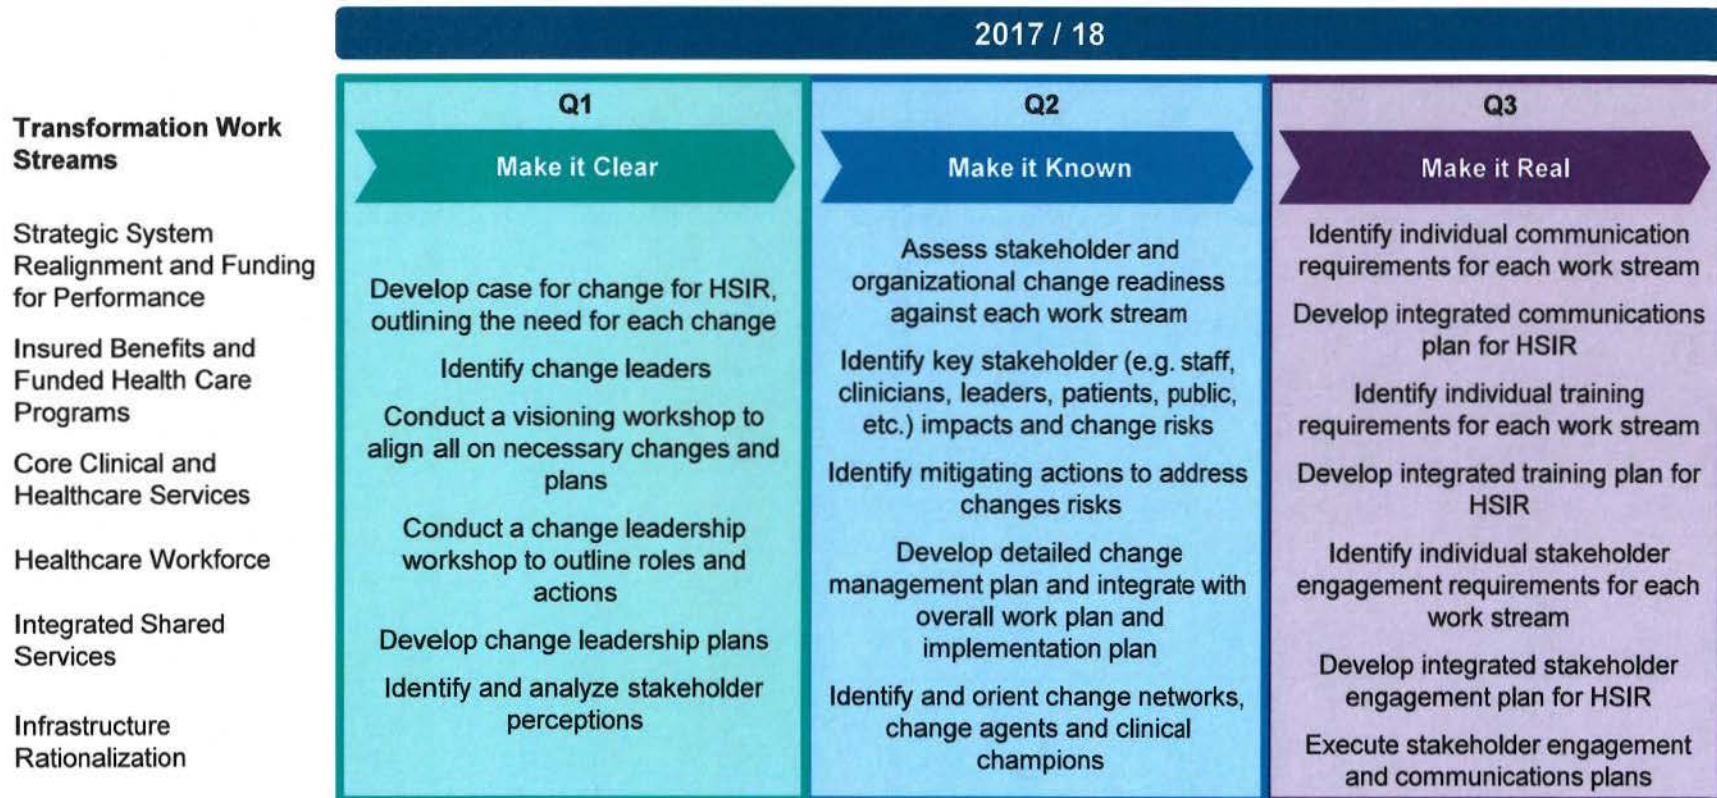 2017 / 18
Transformation Work
Streams
Strategic System
Realignment and Funding
for Performance
Insured Benefits and
Funded Health Care
Programs
Core Clinical and
Healthcare Services
Healthcare Workforce
Integrated Shared
Services
Infrastructure
Rationalization
Q1
Make it Clear
Develop case for change for HSIR,
outlining the need for each change
Identify change leaders
Conduct a visioning workshop to
align all on necessary changes and
plans
Conduct a change leadership
workshop to outline roles and
actions
Develop change leadership plans
Identify and analyze stakeholder
perceptions
Q2
Make it Known
Assess stakeholder and
organizational change readiness
against each work stream
Identify key stakeholder (e.g. staff,
clinicians, leaders, patients, public,
etc.) impacts and change risks
Identify mitigating actions to address
changes risks
Develop detailed change
management plan and integrate with
overall work plan and
implementation plan
Identify and orient change networks,
change agents and clinical
champions
Q3
Make it Real
Identify individual communication
requirements for each work stream
Develop integrated communications
plan for HSIR
Identify individual training
requirements for each work stream
Develop integrated training plan for
HSIR
Identify individual stakeholder
engagement requirements for each
work stream
Develop integrated stakeholder
engagement plan for HSIR
Execute stakeholder engagement
and communications plans